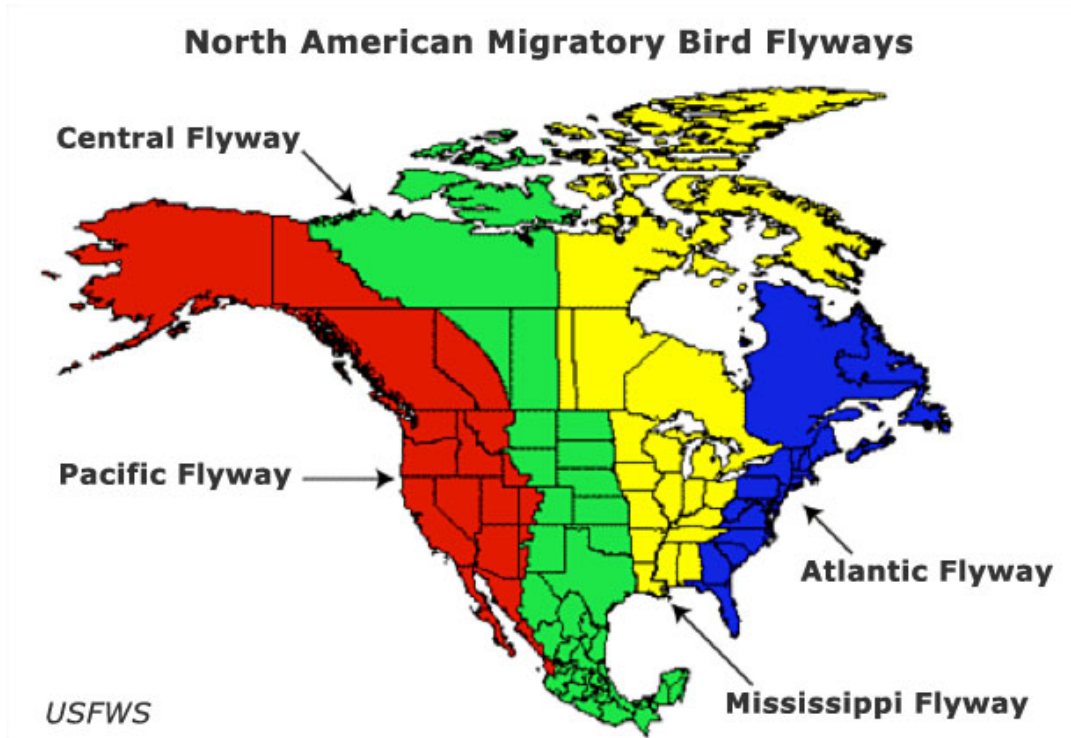 North American Migratory Bird Flyways
Central Flyway
Pacific Flyway
Atlantic Flyway
Mississippi Flyway
USFWS